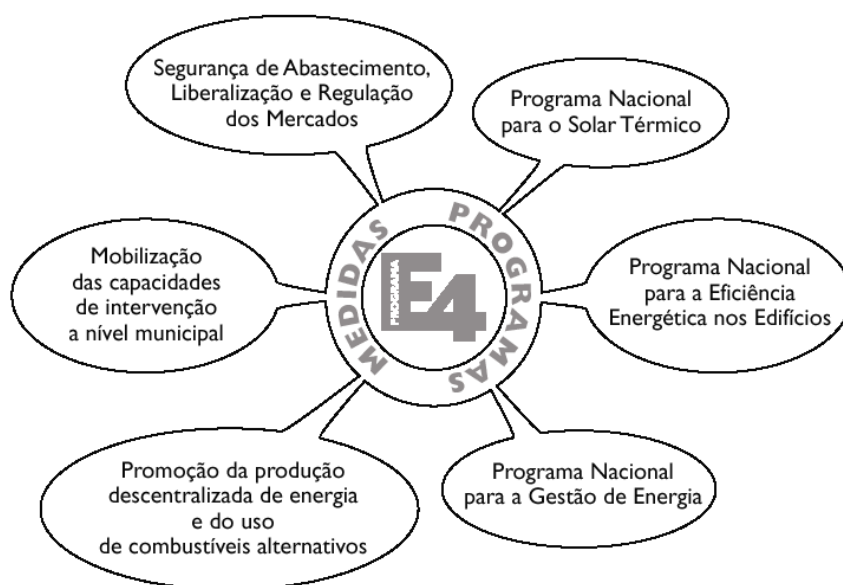 Segurança de Abastecimento,
Liberalização e Regulação
dos Mercados
Programa Nacional
para o Solar Térmico
Mobilização
das capacidades
de intervenção
a nível municipal
MEDIDAS
PROGRAMAS
PROGRAMA
E4
Programa Nacional
para a Eficiência
Energética nos Edifícios
Promoção da produção
descentralizada de energia
e do uso
de combustíveis alternativos
Programa Nacional
para a Gestão de Energia